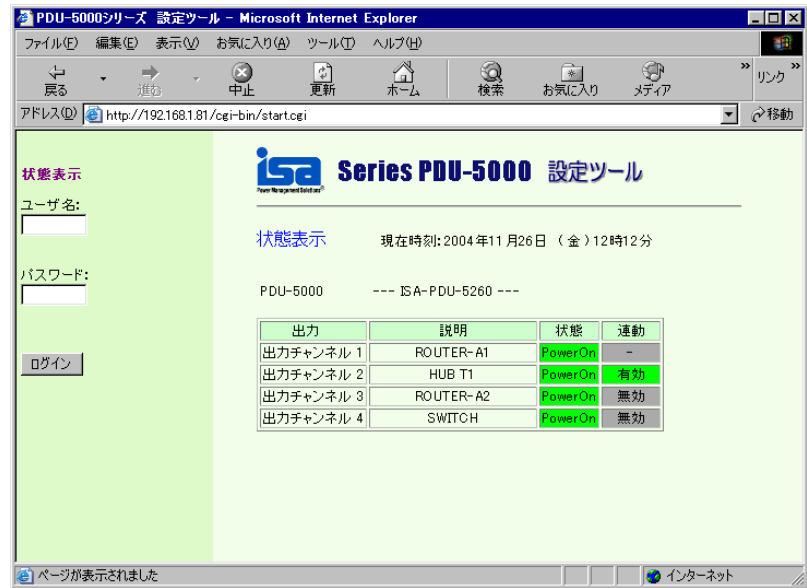 PDU-5000シリーズ 設定ツール - Microsoft Internet Explorer
ファイル(F) 編集(E) 表示(V) お気に入り(A) ツール(T) ヘルプ(H)
戻る 進む 中止 更新 ホーム 検索 お気に入り メディア » リンク »
アドレス(D) http://192.168.1.81/cgi-bin/start.cgi 移動
状態表示
ユーザ名:
パスワード:
ログイン
isa Series PDU-5000 設定ツール
Power Management Solutions
状態表示 現在時刻:2004年11月26日 (金)12時12分
PDU-5000 --- ISA-PDU-5260 ---
出力 説明 状態 連動
出力チャンネル 1 ROUTER-A1 PowerOn -
出力チャンネル 2 HUB T1 PowerOn 有効
出力チャンネル 3 ROUTER-A2 PowerOn 無効
出力チャンネル 4 SWITCH PowerOn 無効
ページが表示されました インターネット